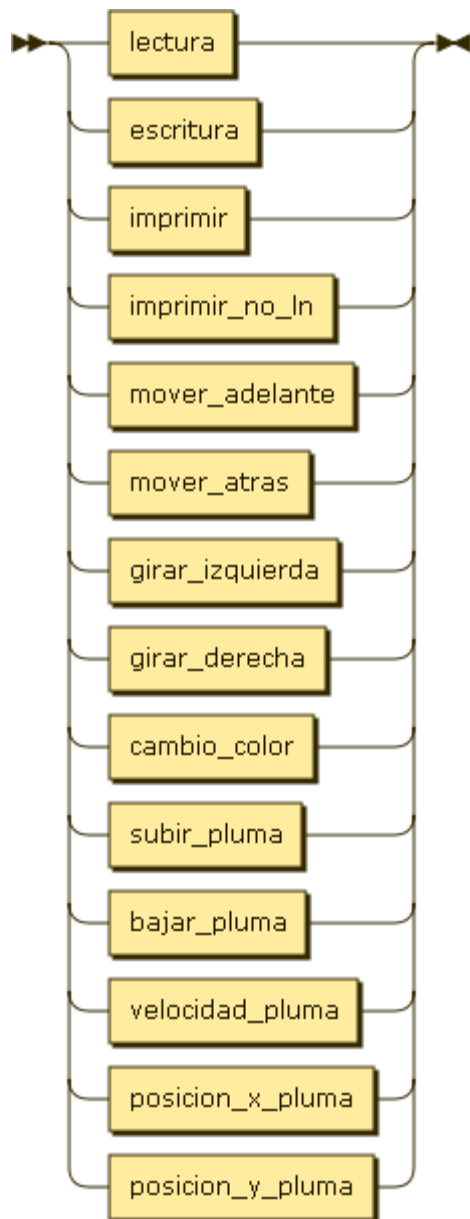 lectura
escritura
imprimir
imprimir_no_ln
mover_adelante
mover_atras
girar_izquierda
girar_derecha
cambio_color
subir_pluma
bajar_pluma
velocidad_pluma
posicion_x_pluma
posicion_y_pluma